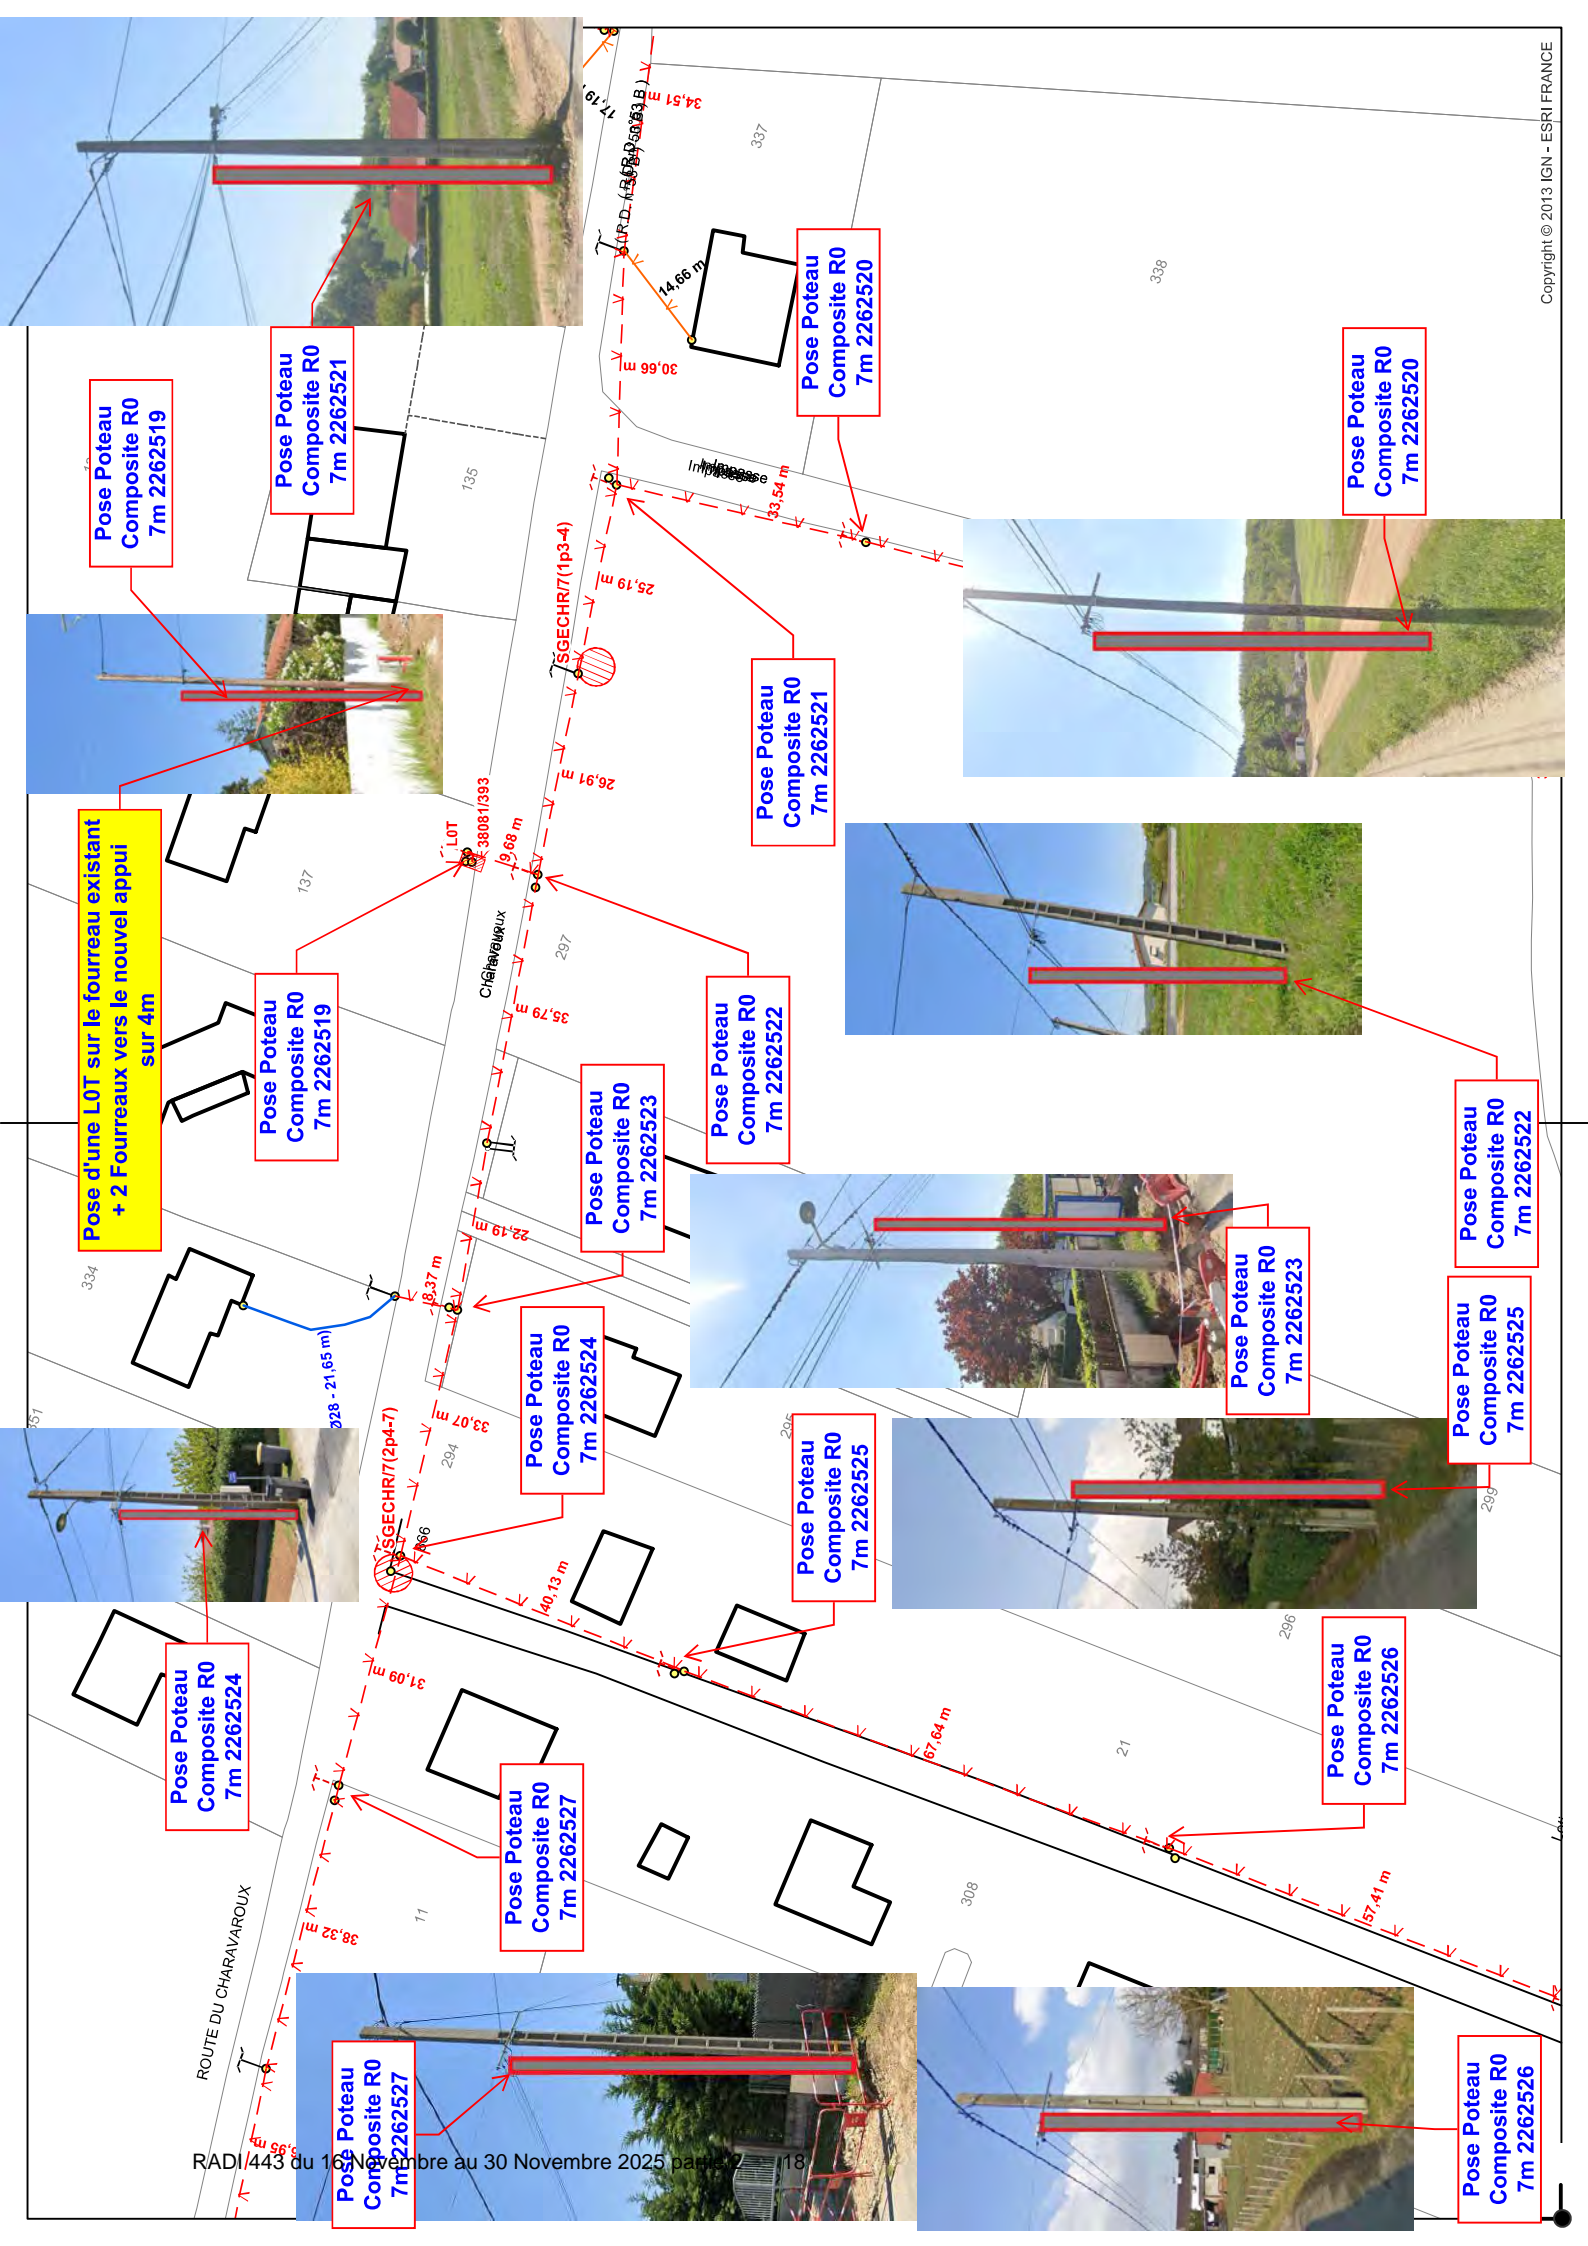 Pose Poteau
Composite R0
7m 2262521
Pose Poteau
Composite R0
7m 2262519
Pose d'une L0T sur le fourreau existant
+ 2 Fourreaux vers le nouvel appui
sur 4m
Pose Poteau
Composite R0
7m 2262519
Pose Poteau
Composite R0
7m 2262520
Pose Poteau
Composite R0
7m 2262520
Pose Poteau
Composite R0
7m 2262521
Pose Poteau
Composite R0
7m 2262522
Pose Poteau
Composite R0
7m 2262522
Pose Poteau
Composite R0
7m 2262523
Pose Poteau
Composite R0
7m 2262523
Pose Poteau
Composite R0
7m 2262524
Pose Poteau
Composite R0
7m 2262524
Pose Poteau
Composite R0
7m 2262525
Pose Poteau
Composite R0
7m 2262525
Pose Poteau
Composite R0
7m 2262526
Pose Poteau
Composite R0
7m 2262526
Pose Poteau
Composite R0
7m 2262527
Pose Poteau
Composite R0
7m 2262527
34,51 m
14,66 m
30,66 m
33,54 m
25,19 m
26,91 m
9,68 m
35,79 m
22,19 m
8,37 m
33,07 m
40,13 m
31,09 m
67,64 m
38,32 m
57,41 m
Ø28 - 21,65 m)
SGECHR/7(1p3-4)
SGECHR/7(2p4-7)
L0T
38081/393
Impasse
Charavoux
ROUTE DU CHARAVAROUX
337
338
135
137
297
334
294
299
296
21
308
11
Copyright © 2013 IGN - ESRI FRANCE
RADI 443 du 16 Novembre au 30 Novembre 2025 partie 2
18